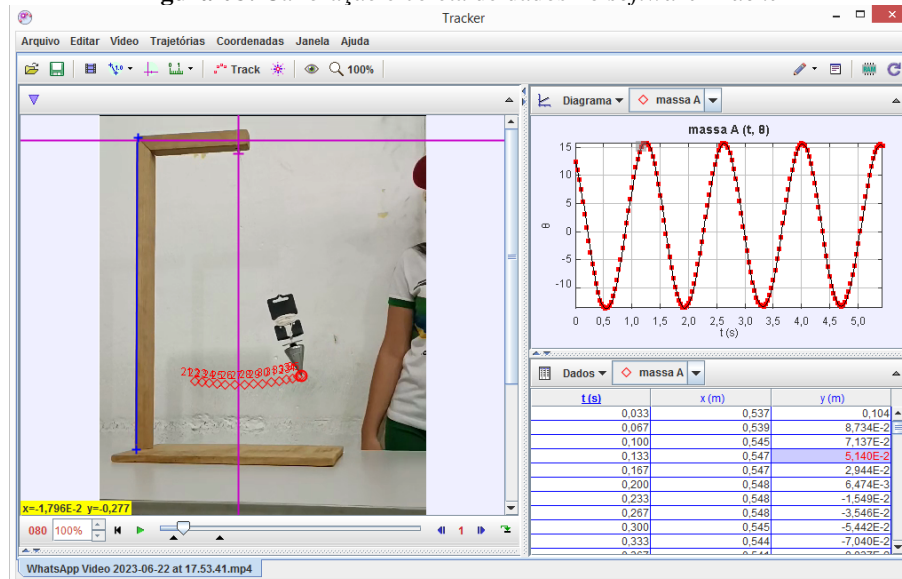 Tracker
Arquivo Editar Video Trajetórias Coordenadas Janela Ajuda
1.0 Track 100%
Diagrama massa A
massa A (t, θ)
15
10
5
0
-5
-10
θ
0 0,5 1,0 1,5 2,0 2,5 3,0 3,5 4,0 4,5 5,0
t (s)
Dados massa A
t (s) x (m) y (m)
0,033 0,537 0,104
0,067 0,539 8,734E-2
0,100 0,545 7,137E-2
0,133 0,547 5,140E-2
0,167 0,547 2,944E-2
0,200 0,548 6,474E-3
0,233 0,548 -1,549E-2
0,267 0,548 -3,546E-2
0,300 0,545 -5,442E-2
0,333 0,544 -7,040E-2
x=-1,796E-2 y=-0,277
080 100% 1
WhatsApp Video 2023-06-22 at 17.53.41.mp4